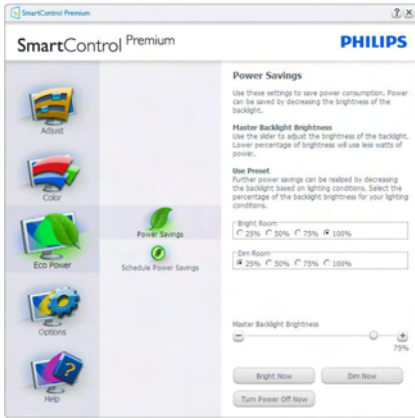 SmartControl Premium
SmartControl Premium
PHILIPS
Adjust
Color
Eco Power
Options
Help
Power Savings
Schedule Power Savings
Power Savings
Use these settings to save power consumption. Power
can be saved by decreasing the brightness of the
backlight.
Master Backlight Brightness
Use the slider to adjust the brightness of the backlight.
Lower percentage of brightness will use less watts of
power.
Use Preset
Further power savings can be realized by decreasing
the backlight based on lighting conditions. Select the
percentage of the backlight brightness for your lighting
conditions.
Bright Room
25% 50% 75% 100%
Dim Room
25% 50% 75% 100%
Master Backlight Brightness
75%
Bright Now Dim Now
Turn Power Off Now